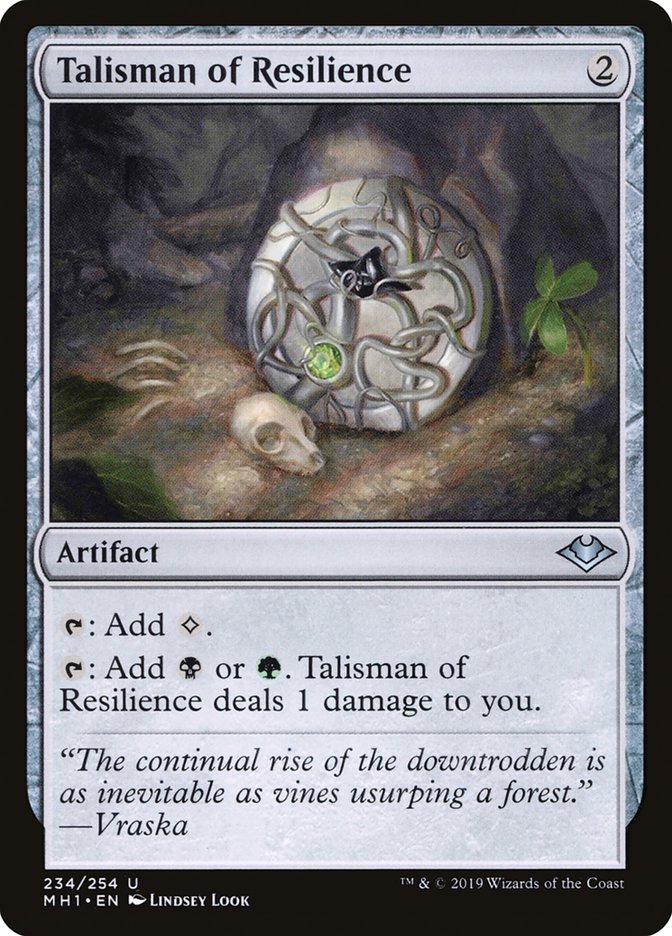 Talisman of Resilience 2
Artifact
: Add .
: Add or . Talisman of
Resilience deals 1 damage to you.
“The continual rise of the downtrodden is
as inevitable as vines usurping a forest.”
—Vraska
234/254 U
™ & © 2019 Wizards of the Coast
MH1 • EN Lindsey Look